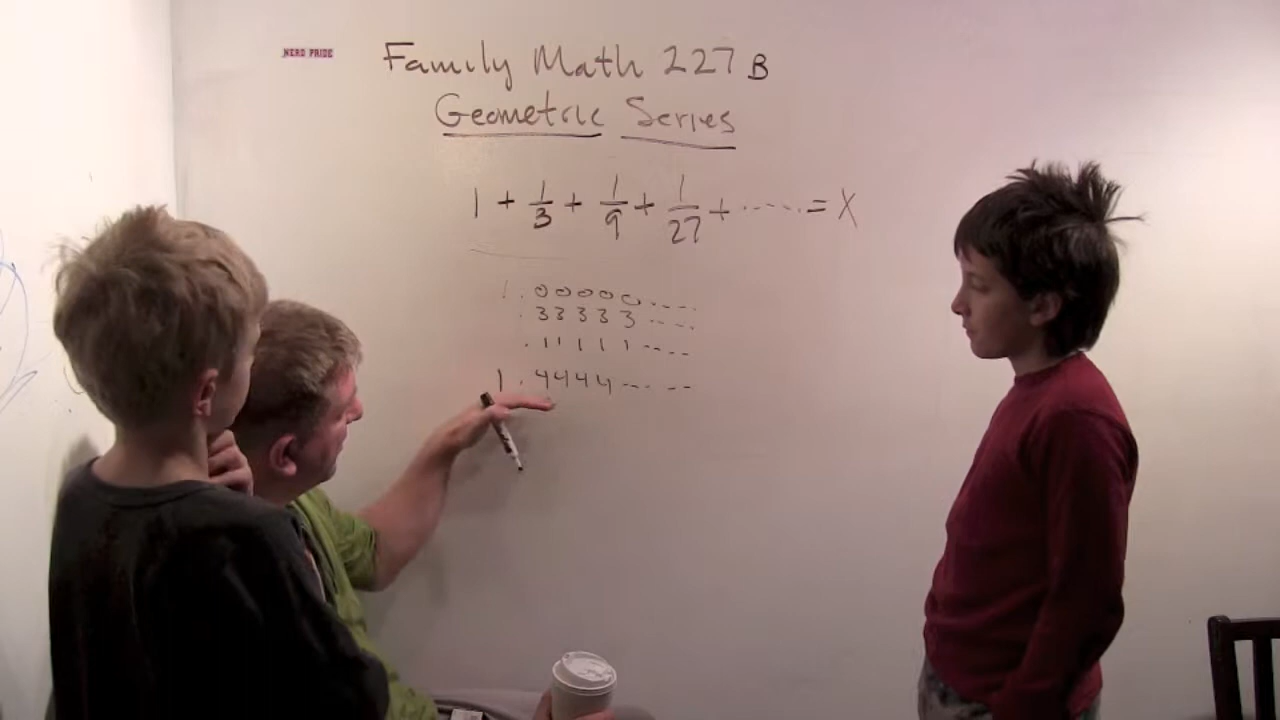 NERD PRIDE
Family Math 227 B
Geometric Series
1 + 1/3 + 1/9 + 1/27 + ...... = X
1.00000....
.33333....
.11111....
1.4444.... --